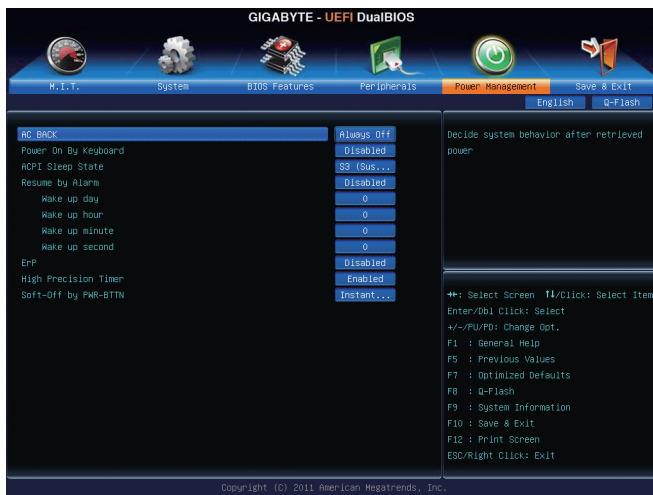 GIGABYTE - UEFI DualBIOS
M.I.T.
System
BIOS Features
Peripherals
Power Management
Save & Exit
English
Q-Flash
AC BACK Always Off
Power On By Keyboard Disabled
ACPI Sleep State S3 (Sus...
Resume by Alarm Disabled
Wake up day 0
Wake up hour 0
Wake up minute 0
Wake up second 0
ErP Disabled
High Precision Timer Enabled
Soft-Off by PWR-BTTN Instant...
Decide system behavior after retrieved
power
→←: Select Screen ↑↓/Click: Select Item
Enter/Dbl Click: Select
+/-/PU/PD: Change Opt.
F1 : General Help
F5 : Previous Values
F7 : Optimized Defaults
F8 : Q-Flash
F9 : System Information
F10 : Save & Exit
F12 : Print Screen
ESC/Right Click: Exit
Copyright (C) 2011 American Megatrends, Inc.